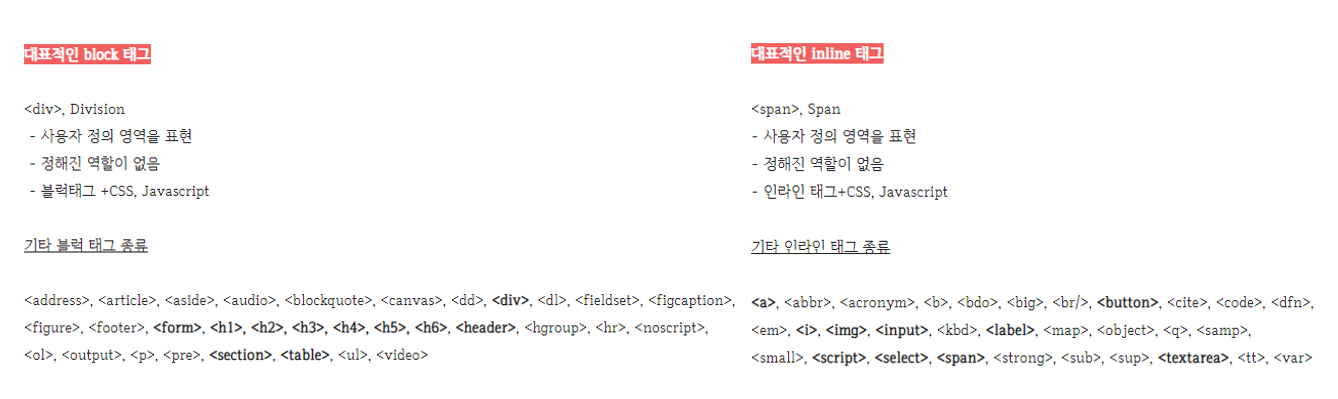 대표적인 block 태그
<div>, Division
- 사용자 정의 영역을 표현
- 정해진 역할이 없음
- 블럭태그 +CSS, Javascript
기타 블럭 태그 종류
<address>, <article>, <aside>, <audio>, <blockquote>, <canvas>, <dd>, <div>, <dl>, <fieldset>, <figcaption>,
<figure>, <footer>, <form>, <h1>, <h2>, <h3>, <h4>, <h5>, <h6>, <header>, <hgroup>, <hr>, <noscript>,
<ol>, <output>, <p>, <pre>, <section>, <table>, <ul>, <video>
대표적인 inline 태그
<span>, Span
- 사용자 정의 영역을 표현
- 정해진 역할이 없음
- 인라인 태그+CSS, Javascript
기타 인라인 태그 종류
<a>, <abbr>, <acronym>, <b>, <bdo>, <big>, <br/>, <button>, <cite>, <code>, <dfn>,
<em>, <i>, <img>, <input>, <kbd>, <label>, <map>, <object>, <q>, <samp>,
<small>, <script>, <select>, <span>, <strong>, <sub>, <sup>, <textarea>, <tt>, <var>